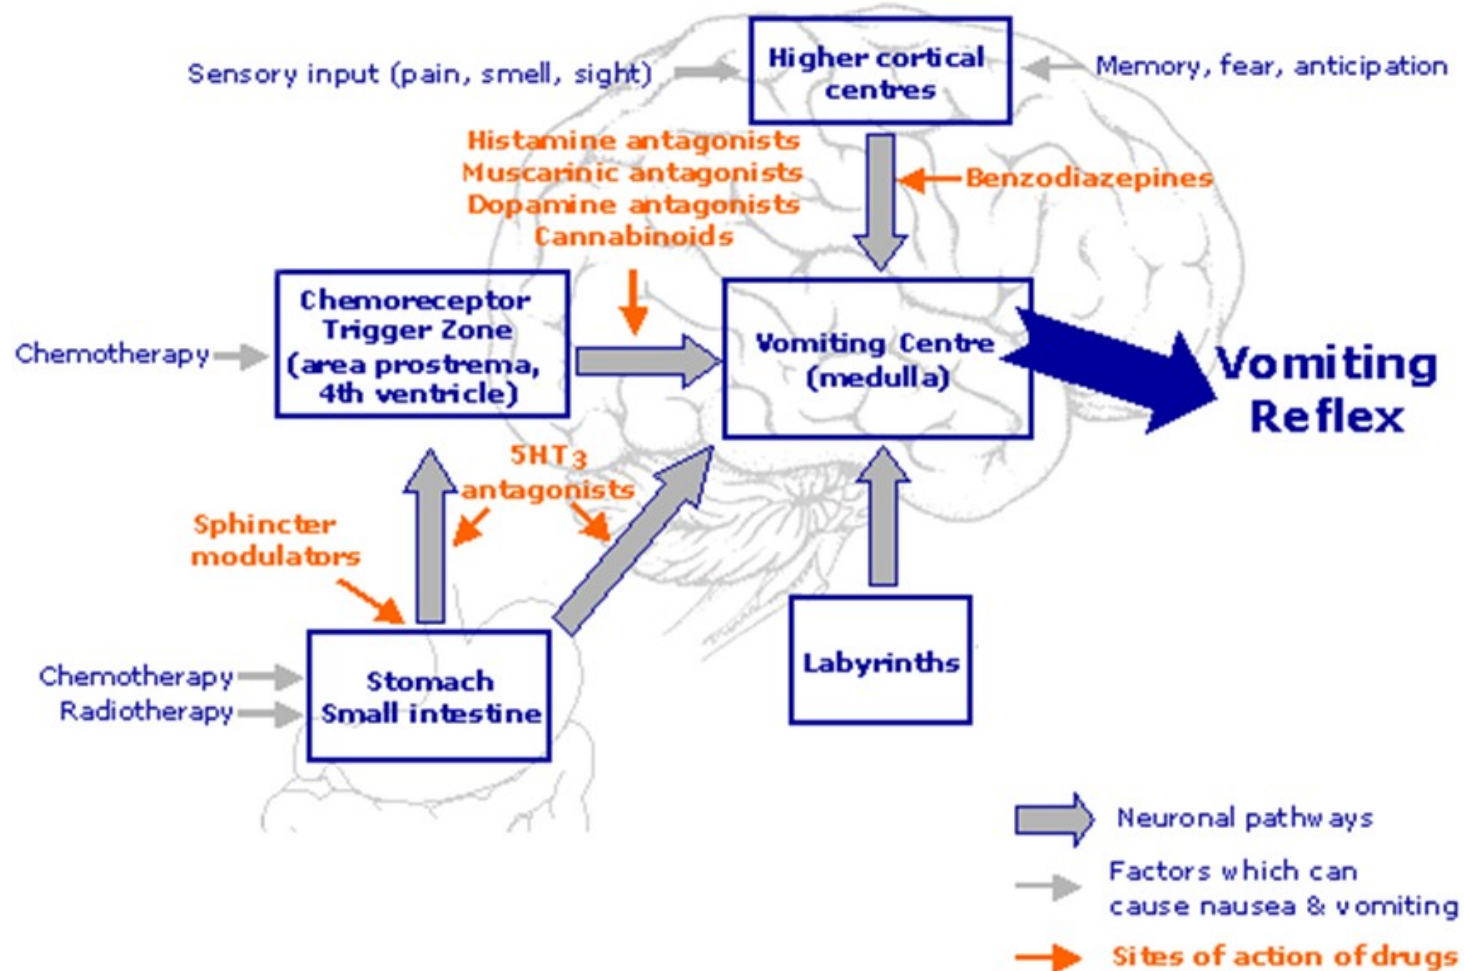 Higher cortical
centres
Sensory input (pain, smell, sight)
Memory, fear, anticipation
Histamine antagonists
Muscarinic antagonists
Dopamine antagonists
Cannabinoids
Benzodiazepines
Chemoreceptor
Trigger Zone
(area prostrema,
4th ventricle)
Chemotherapy
Vomiting Centre
(medulla)
Vomiting
Reflex
5HT3
antagonists
Sphincter
modulators
Chemotherapy
Radiotherapy
Stomach
Small intestine
Labyrinths
Neuronal pathways
Factors which can
cause nausea & vomiting
Sites of action of drugs